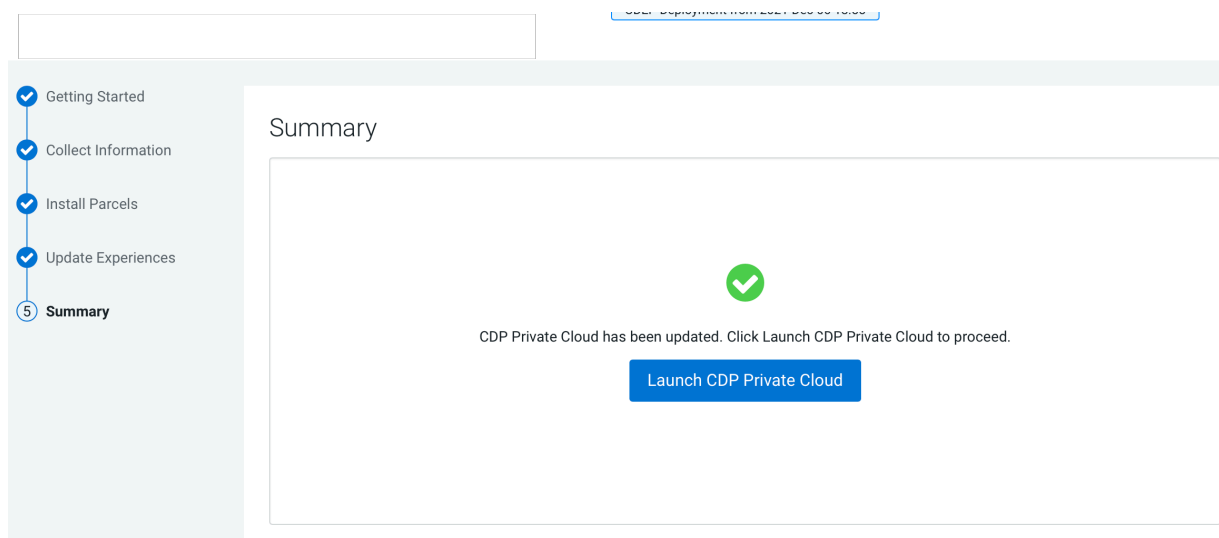 Getting Started
Collect Information
Install Parcels
Update Experiences
5 Summary
Summary
CDP Private Cloud has been updated. Click Launch CDP Private Cloud to proceed.
Launch CDP Private Cloud